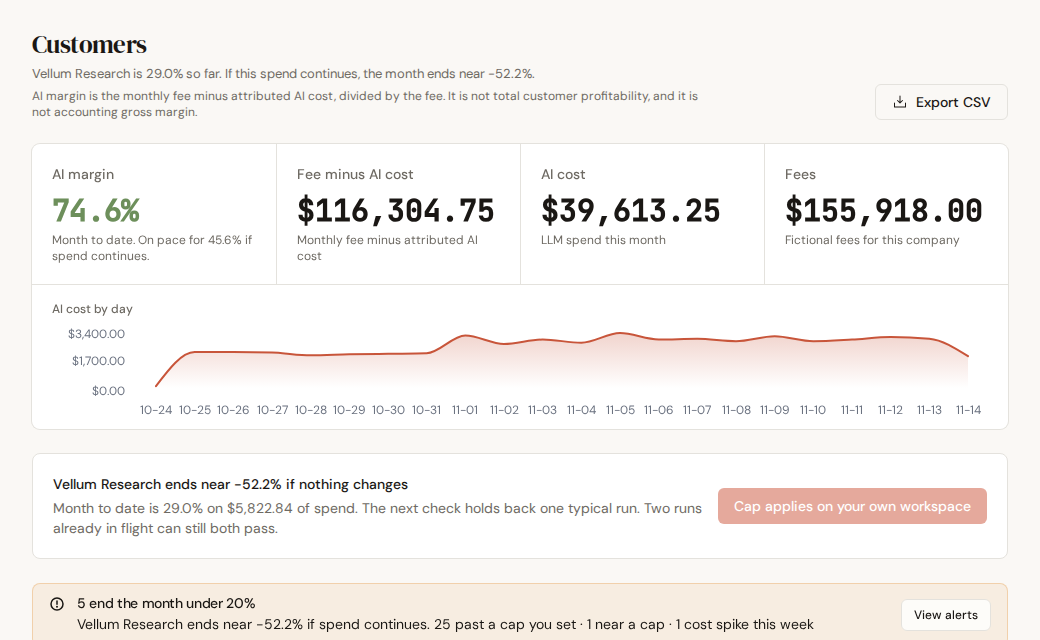 Customers
Vellum Research is 29.0% so far. If this spend continues, the month ends near -52.2%.
AI margin is the monthly fee minus attributed AI cost, divided by the fee. It is not total customer profitability, and it is
not accounting gross margin.
Export CSV
AI margin
74.6%
Month to date. On pace for 45.6% if
spend continues.
Fee minus AI cost
$116,304.75
Monthly fee minus attributed AI
cost
AI cost
$39,613.25
LLM spend this month
Fees
$155,918.00
Fictional fees for this company
AI cost by day
$3,400.00
$1,700.00
$0.00
10-24 10-25 10-26 10-27 10-28 10-29 10-30 10-31 11-01 11-02 11-03 11-04 11-05 11-06 11-07 11-08 11-09 11-10 11-11 11-12 11-13 11-14
Vellum Research ends near -52.2% if nothing changes
Month to date is 29.0% on $5,822.84 of spend. The next check holds back one typical run. Two runs
already in flight can still both pass.
Cap applies on your own workspace
5 end the month under 20%
Vellum Research ends near -52.2% if spend continues. 25 past a cap you set · 1 near a cap · 1 cost spike this week
View alerts